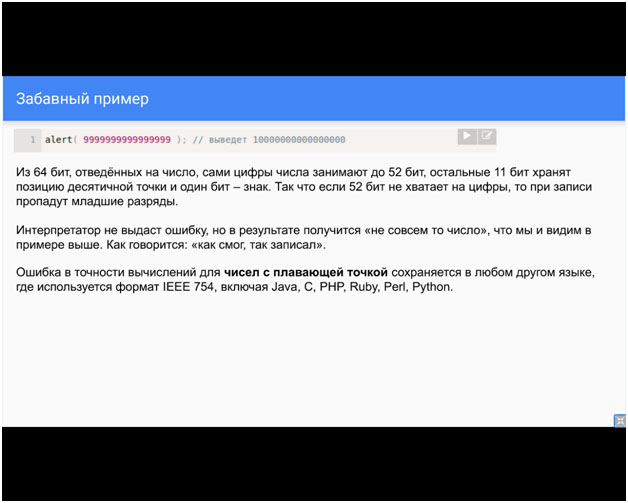 Забавный пример
1 alert( 9999999999999999 ); // выведет 10000000000000000
Из 64 бит, отведённых на число, сами цифры числа занимают до 52 бит, остальные 11 бит хранят
позицию десятичной точки и один бит – знак. Так что если 52 бит не хватает на цифры, то при записи
пропадут младшие разряды.
Интерпретатор не выдаст ошибку, но в результате получится «не совсем то число», что мы и видим в
примере выше. Как говорится: «как смог, так записал».
Ошибка в точности вычислений для чисел с плавающей точкой сохраняется в любом другом языке,
где используется формат IEEE 754, включая Java, C, PHP, Ruby, Perl, Python.